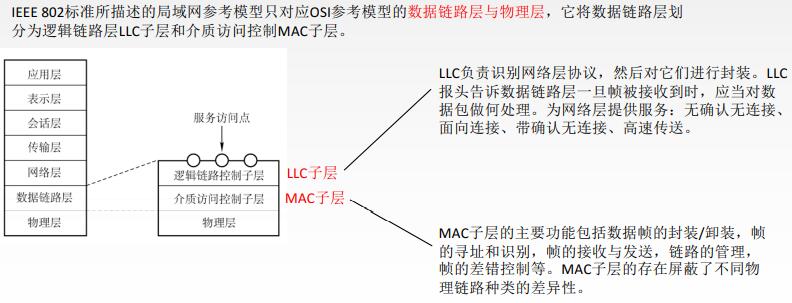 IEEE 802标准所描述的局域网参考模型只对应OSI参考模型的数据链路层与物理层，它将数据链路层划
分为逻辑链路层LLC子层和介质访问控制MAC子层。
应用层
表示层
会话层
传输层
网络层
数据链路层
物理层
服务访问点
逻辑链路控制子层
介质访问控制子层
物理层
LLC子层
MAC子层
LLC负责识别网络层协议，然后对它们进行封装。LLC
报头告诉数据链路层一旦帧被接收到时，应当对数
据包做何处理。为网络层提供服务：无确认无连接、
面向连接、带确认无连接、高速传送。
MAC子层的主要功能包括数据帧的封装/卸装，帧
的寻址和识别，帧的接收与发送，链路的管理，
帧的差错控制等。MAC子层的存在屏蔽了不同物
理链路种类的差异性。